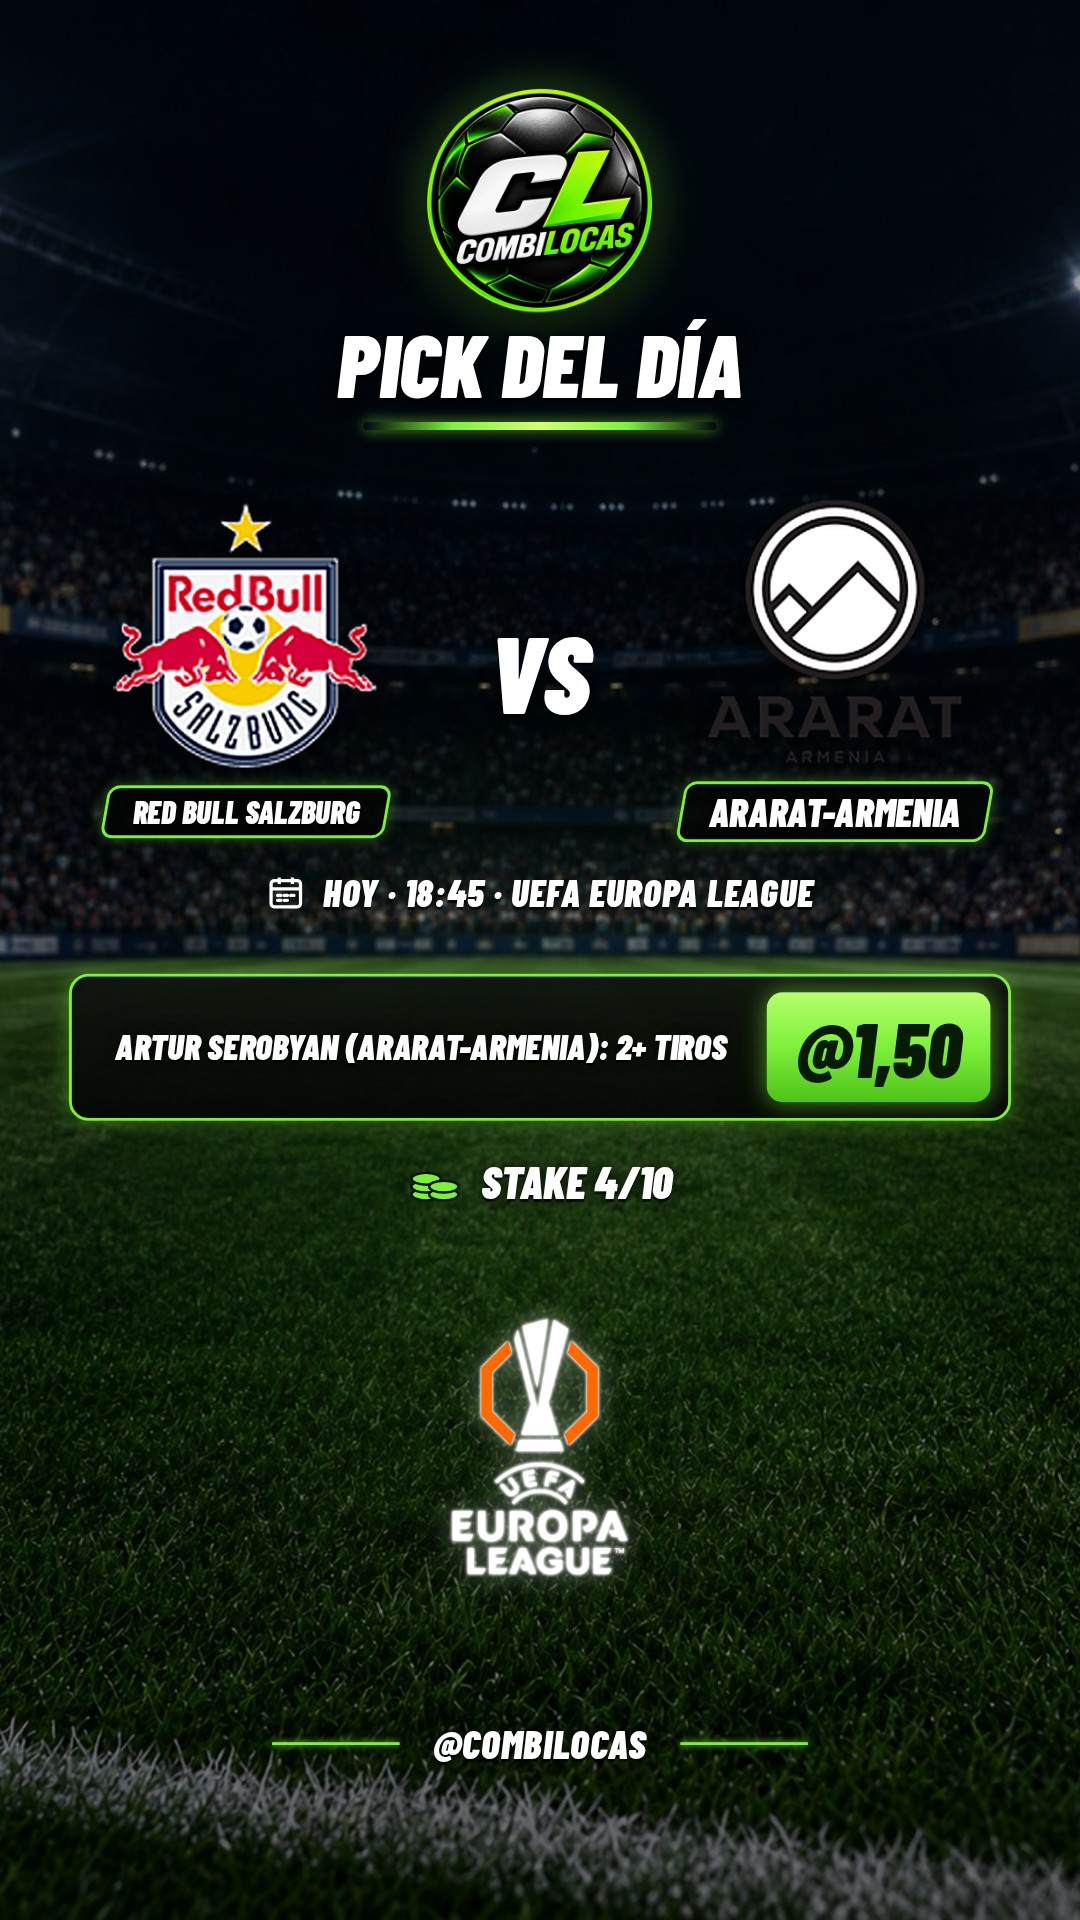 CL
COMBILOCAS
PICK DEL DÍA
Red Bull
SALZBURG
VS
ARARAT
ARMENIA
RED BULL SALZBURG
ARARAT-ARMENIA
HOY · 18:45 · UEFA EUROPA LEAGUE
ARTUR SEROBYAN (ARARAT-ARMENIA): 2+ TIROS
@1,50
STAKE 4/10
UEFA
EUROPA
LEAGUE™
@COMBILOCAS